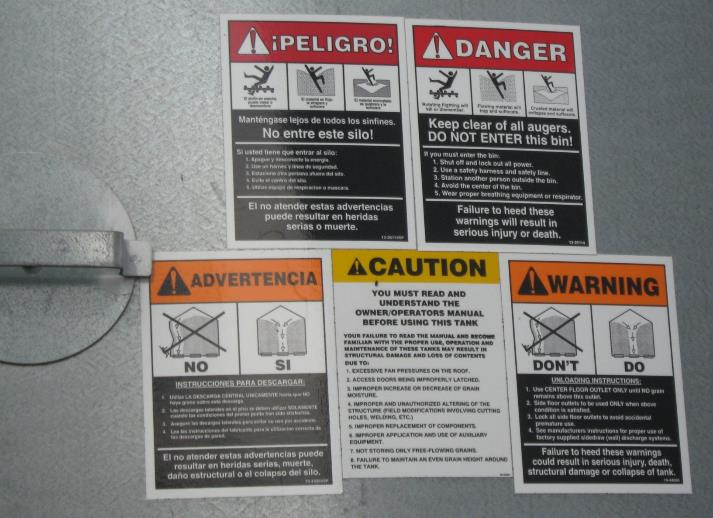 ¡PELIGRO!
Manténgase lejos de todos los sinfines.
No entre este silo!
Si usted tiene que entrar al silo:
1. Apague y desconecte la energía.
2. Use un harnes y línea de seguridad.
3. Estacione otra persona afuera del silo.
4. Evite el centro del silo.
5. Utilice equipo de respiracion o mascara.
El no atender estas advertencias
puede resultar en heridas
serias o muerte.
DANGER
Rotating flighting will
kill or dismember.
Flowing material will
trap and suffocate.
Crusted material will
collapse and suffocate.
Keep clear of all augers.
DO NOT ENTER this bin!
If you must enter the bin:
1. Shut off and lock out all power.
2. Use a safety harness and safety line.
3. Station another person outside the bin.
4. Avoid the center of the bin.
5. Wear proper breathing equipment or respirator.
Failure to heed these
warnings will result in
serious injury or death.
ADVERTENCIA
NO
SI
INSTRUCCIONES PARA DESCARGAR:
1. Utilize LA DESCARGA CENTRAL UNICAMENTE hasta que NO
haya grano sobre esta descarga.
2. Las descargas laterales en el piso se deben utilizar SOLAMENTE
cuando las condiciones del primer punto han sido
3. Asegure las descargas laterales para evitar su uso por accidente.
4. Lea las instrucciones del fabricante para la utilizacion correcta de
las descargas de pared.
El no atender estas advertencias puede
resultar en heridas serias, muerte,
daño estructural o el colapso del silo.
CAUTION
YOU MUST READ AND
UNDERSTAND THE
OWNER/OPERATORS MANUAL
BEFORE USING THIS TANK
YOUR FAILURE TO READ THE MANUAL AND BECOME
FAMILIAR WITH THE PROPER USE, OPERATION AND
MAINTENANCE OF THESE TANKS MAY RESULT IN
STRUCTURAL DAMAGE AND LOSS OF CONTENTS
DUE TO:
1. EXCESSIVE FAN PRESSURES ON THE ROOF.
2. ACCESS DOORS BEING IMPROPERLY LATCHED.
3. IMPROPER INCREASE OR DECREASE OF GRAIN
MOISTURE.
4. IMPROPER AND UNAUTHORIZED ALTERING OF THE
STRUCTURE (FIELD MODIFICATIONS INVOLVING CUTTING
HOLES, WELDING, ETC.)
5. IMPROPER REPLACEMENT OF COMPONENTS.
6. IMPROPER APPLICATION AND USE OF AUXILIARY
EQUIPMENT.
7. NOT STORING ONLY FREE-FLOWING GRAINS.
8. FAILURE TO MAINTAIN AN EVEN GRAIN HEIGHT AROUND
THE TANK.
WARNING
DON'T
DO
UNLOADING INSTRUCTIONS:
1. Use CENTER FLOOR OUTLET ONLY until NO grain
remains above this outlet.
2. Side floor outlets to be used ONLY when above
condition is satisfied.
3. Lock all side floor outlets to avoid accidental
premature use.
4. See manufacturers instructions for proper use of
factory supplied sidedraw (wall) discharge systems.
Failure to heed these warnings
could result in serious injury, death,
structural damage or collapse of tank.